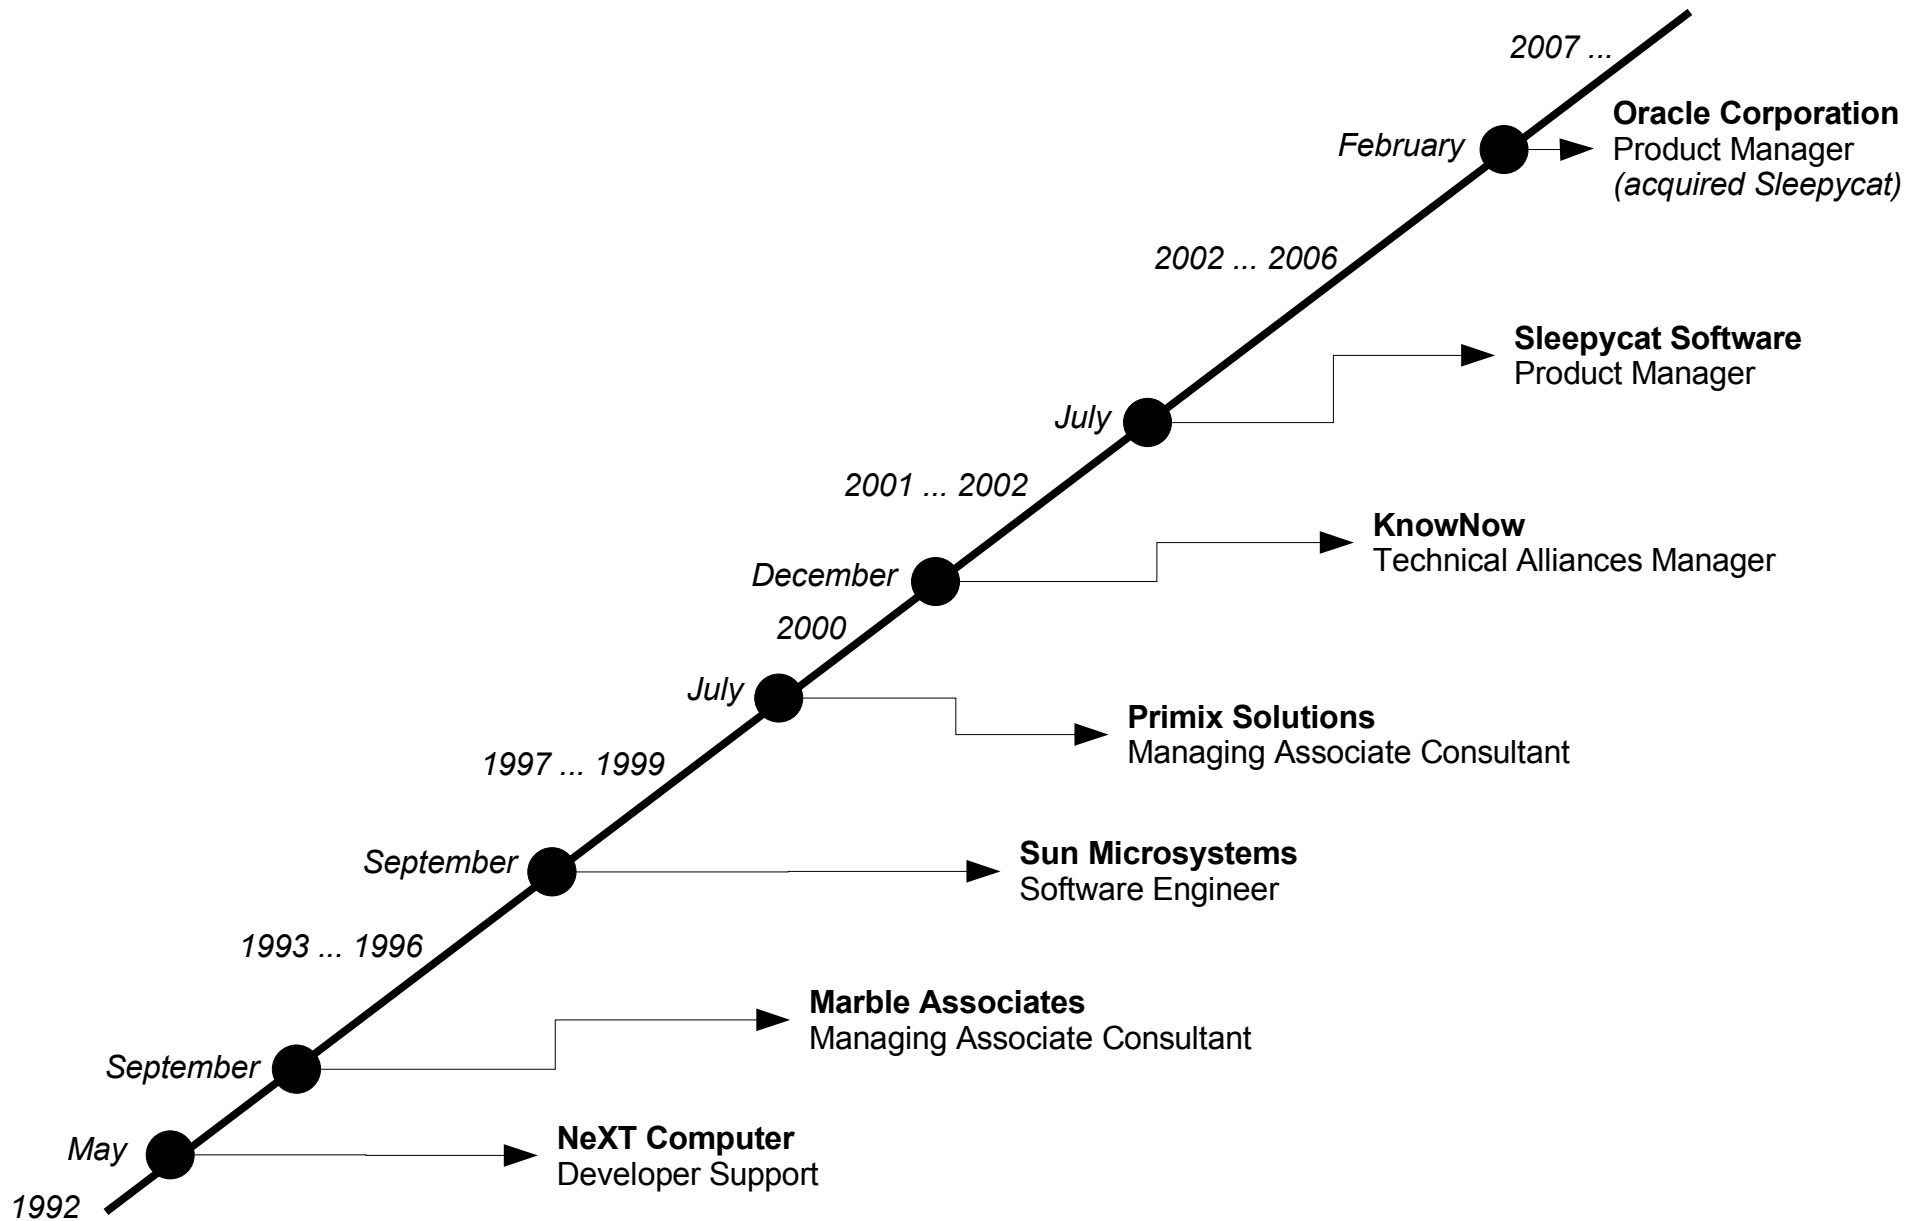 2007 ...
Oracle Corporation
February
Product Manager
(acquired Sleepycat)
2002 ... 2006
Sleepycat Software
Product Manager
July
2001 ... 2002
KnowNow
Technical Alliances Manager
December
2000
July
Primix Solutions
Managing Associate Consultant
1997 ... 1999
Sun Microsystems
September
Software Engineer
1993 ... 1996
Marble Associates
Managing Associate Consultant
September
NeXT Computer
May
Developer Support
1992